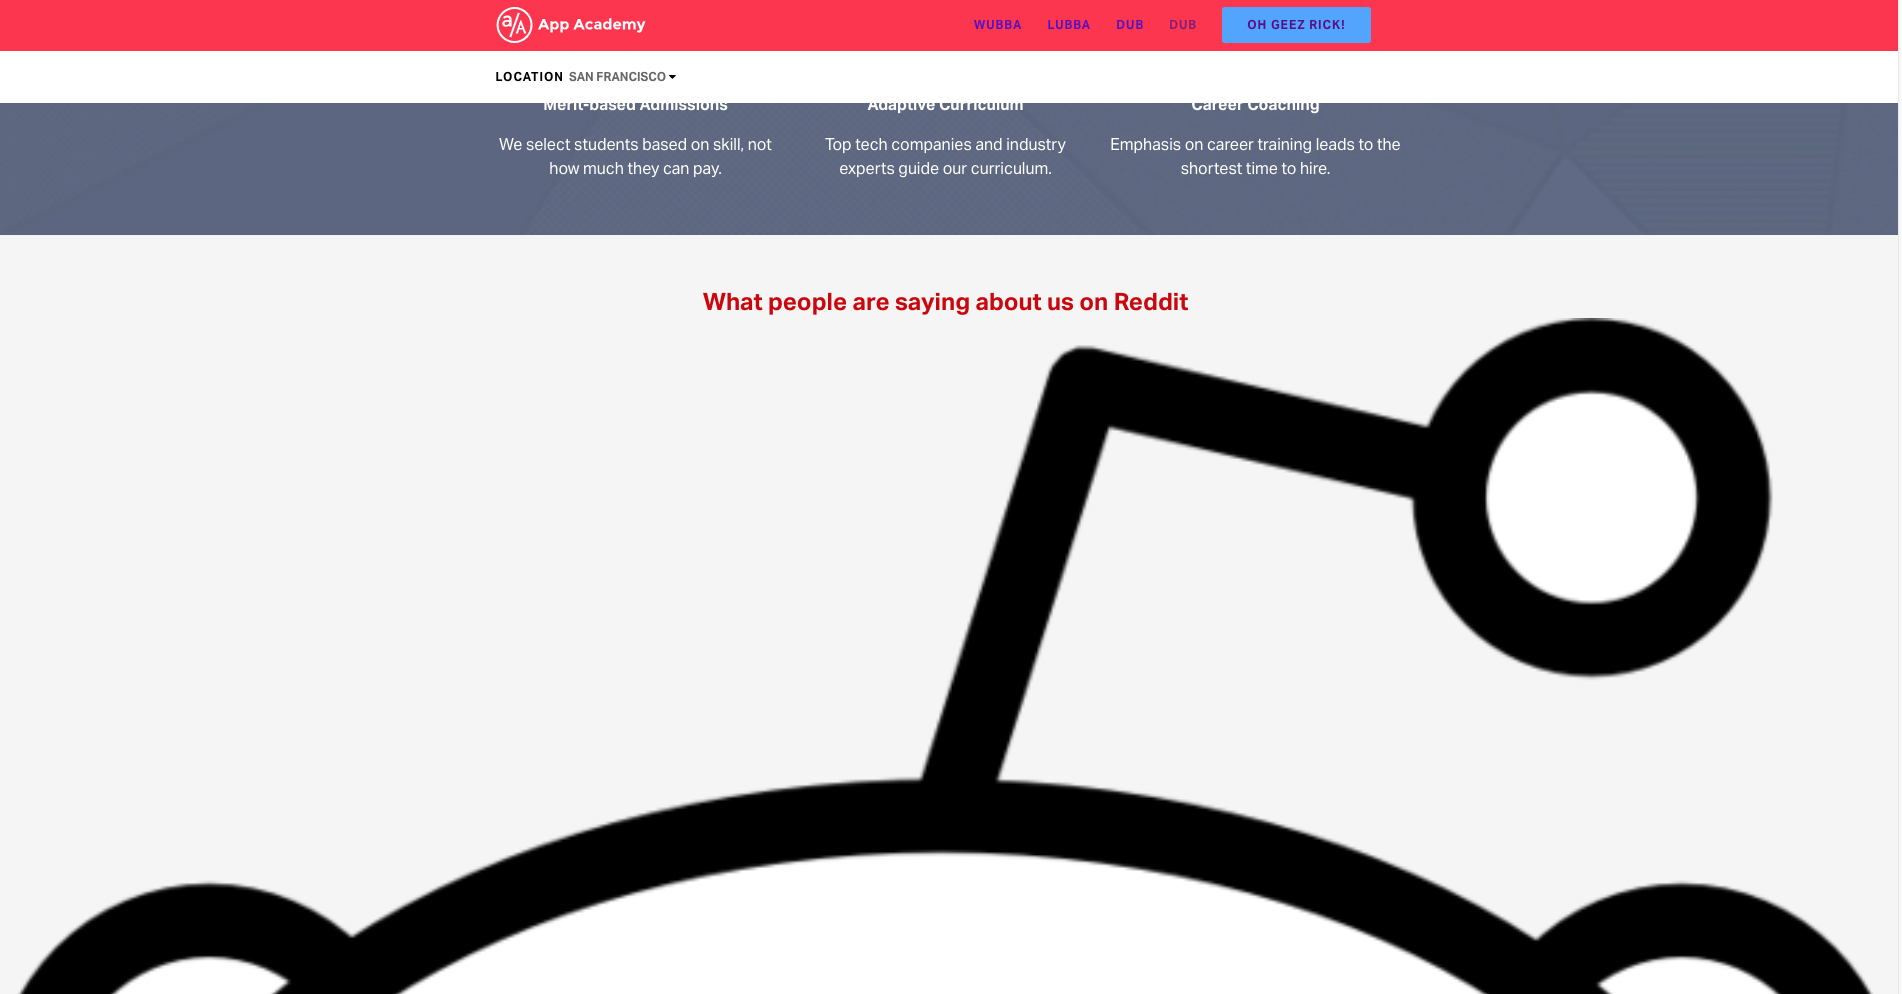 aA App Academy WUBBA LUBBA DUB DUB OH GEEZ RICK!
LOCATION SAN FRANCISCO
Merit-based Admissions Adaptive Curriculum Career Coaching
We select students based on skill, not
how much they can pay.
Top tech companies and industry
experts guide our curriculum.
Emphasis on career training leads to the
shortest time to hire.
What people are saying about us on Reddit